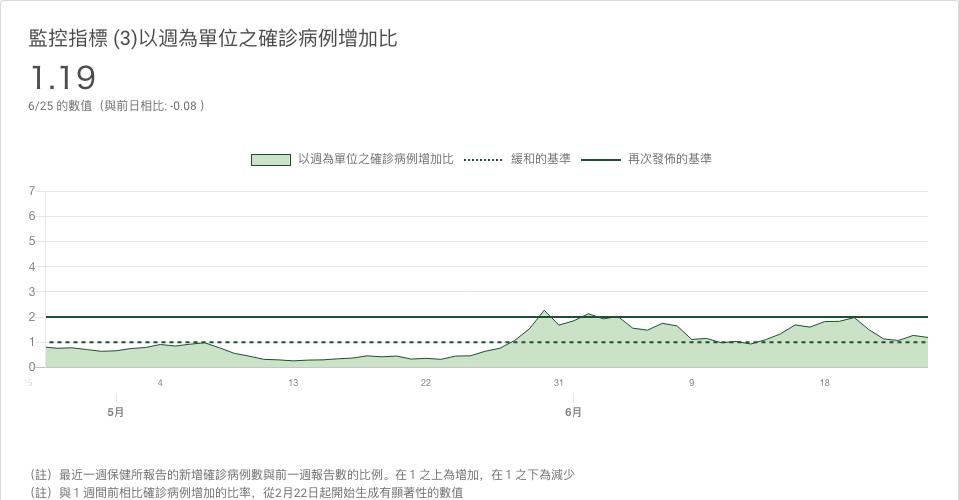 監控指標 (3)以週為單位之確診病例增加比
1.19
6/25 的數值（與前日相比: -0.08 ）
以週為單位之確診病例增加比 緩和的基準 再次發佈的基準
7
6
5
4
3
2
1
0
4 13 22 31 9 18
5月 6月
（註）最近一週保健所報告的新增確診病例數與前一週報告數的比例。在 1 之上為增加，在 1 之下為減少
（註）與 1 週間前相比確診病例增加的比率，從2月22日起開始生成有顯著性的數值